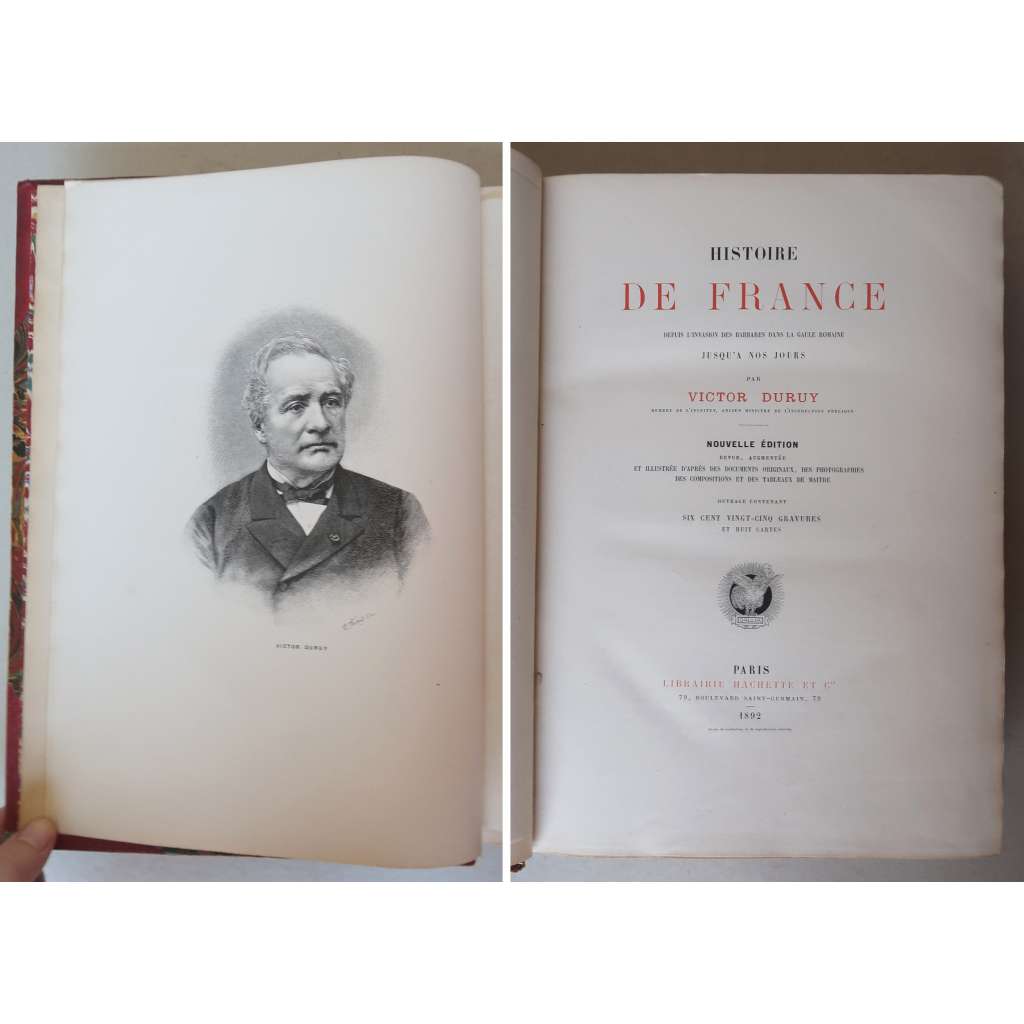 VICTOR DURUY
HISTOIRE
DE FRANCE
DEPUIS L'INVASION DES BARBARES DANS LA GAULE ROMAINE
JUSQU'A NOS JOURS
PAR
VICTOR DURUY
MEMBRE DE L'INSTITUT, ANCIEN MINISTRE DE L'INSTRUCTION PUBLIQUE
NOUVELLE ÉDITION
REVUE, AUGMENTÉE
ET ILLUSTRÉE D'APRÈS DES DOCUMENTS ORIGINAUX, DES PHOTOGRAPHIES
DES COMPOSITIONS ET DES TABLEAUX DE MAITRE
OUVRAGE CONTENANT
SIX CENT VINGT-CINQ GRAVURES
ET HUIT CARTES
PARIS
LIBRAIRIE HACHETTE ET Cie
79, BOULEVARD SAINT-GERMAIN, 79
1892